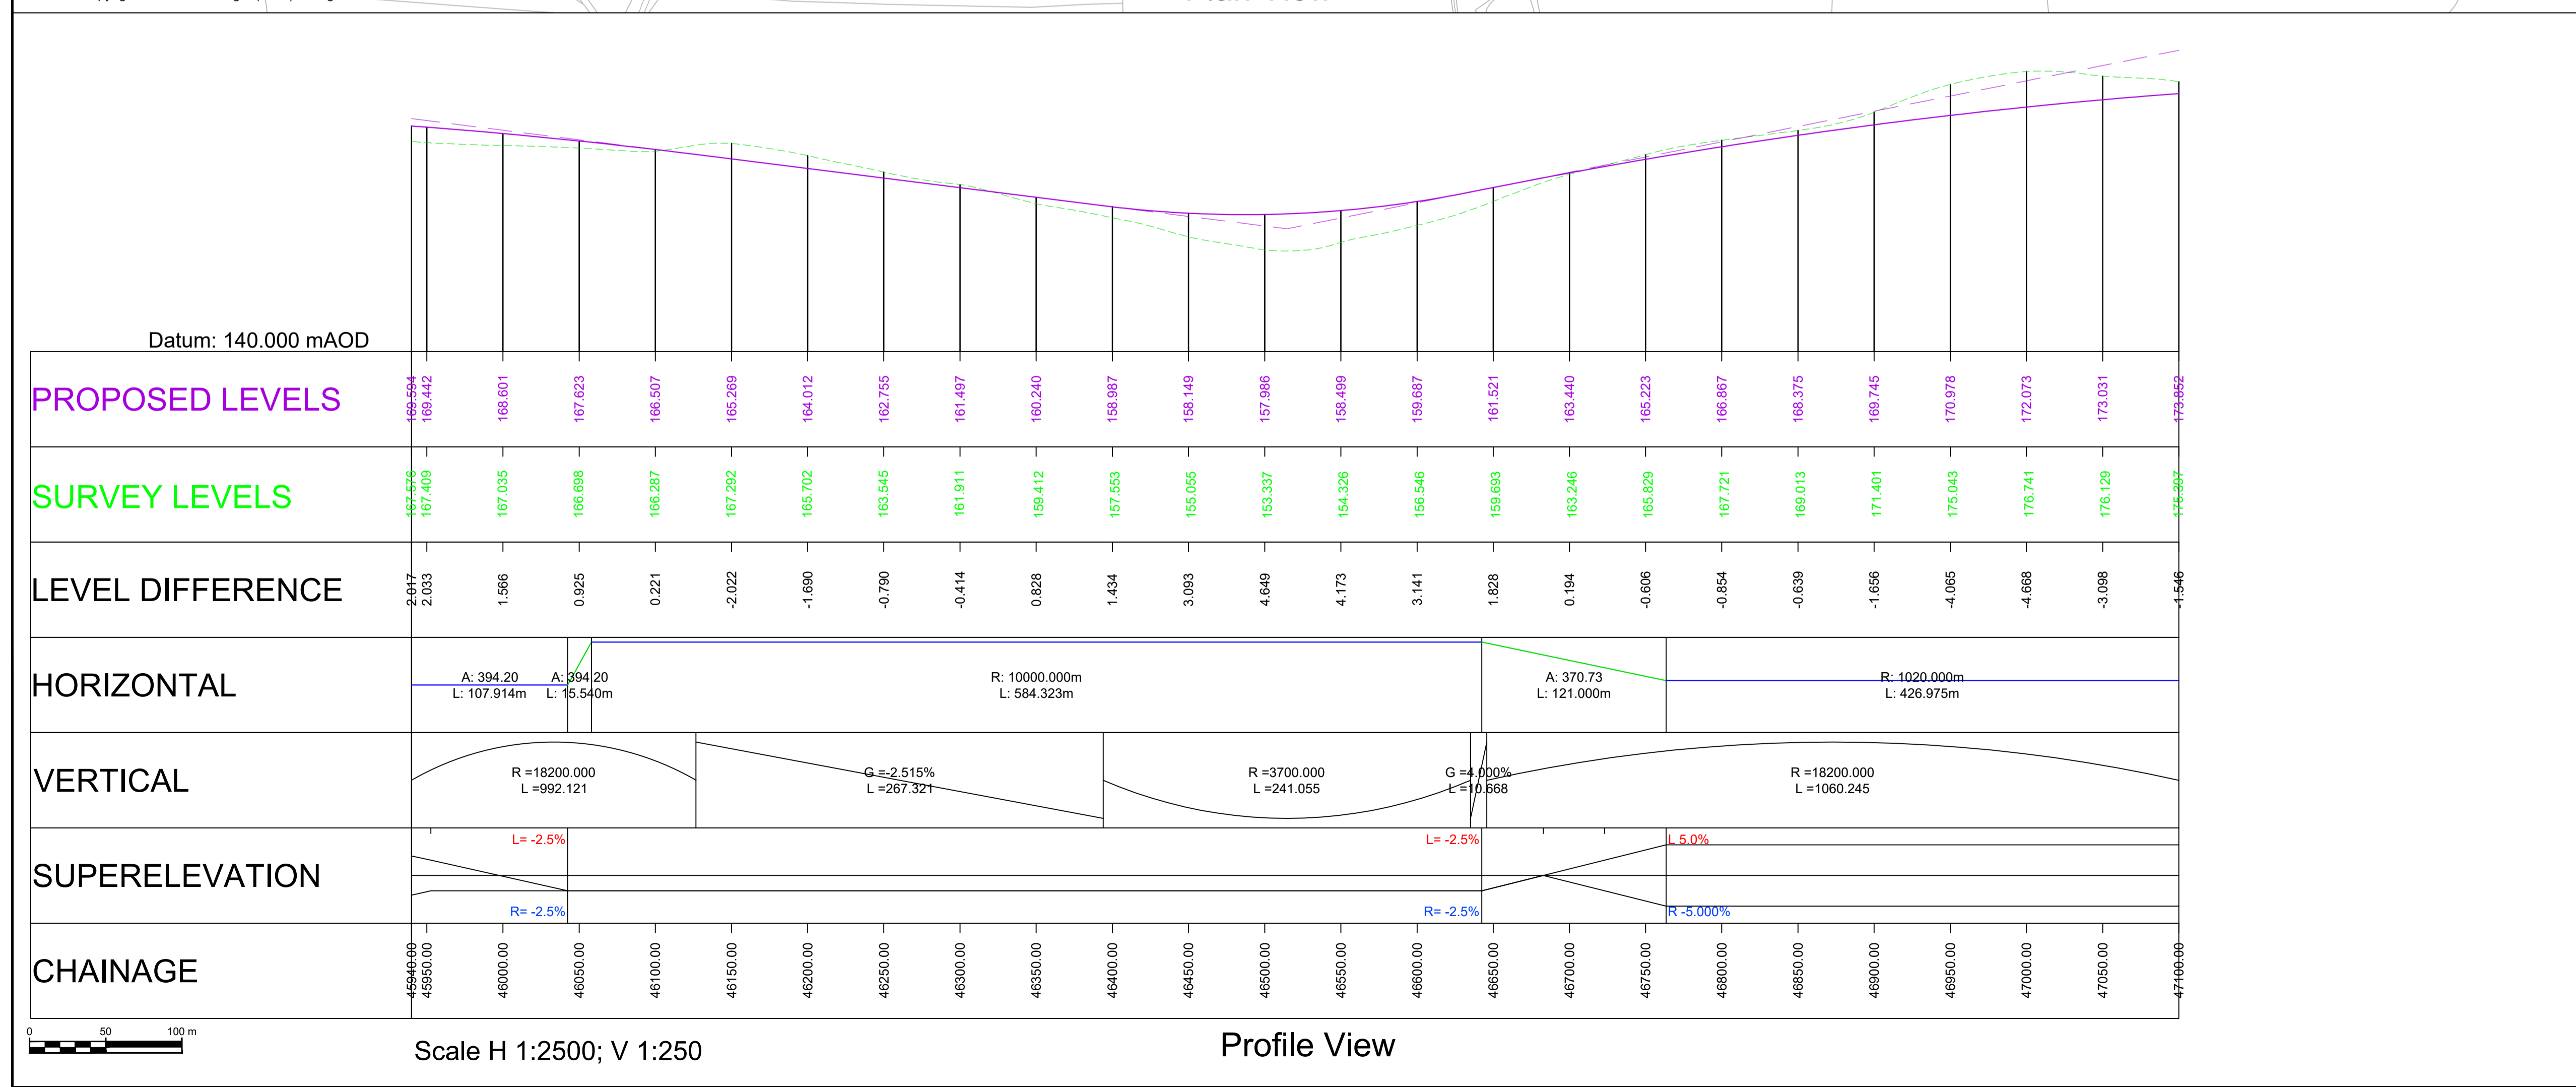 Datum: 140.000 mAOD
PROPOSED LEVELS
169.594 169.442 168.601 167.623 166.507 165.269 164.012 162.755 161.497 160.240 158.987 158.149 157.986 158.499 159.687 161.521 163.440 165.223 166.867 168.375 169.745 170.978 172.073 173.031 173.852
SURVEY LEVELS
167.576 167.409 167.035 166.698 166.287 167.292 165.702 163.545 161.911 159.412 157.553 155.055 153.337 154.326 156.546 159.693 163.246 165.829 167.721 169.013 171.401 175.043 176.741 176.129 175.397
LEVEL DIFFERENCE
2.017 2.033 1.566 0.925 0.221 -2.022 -1.690 -0.790 -0.414 0.828 1.434 3.093 4.649 4.173 3.141 1.828 0.194 -0.606 -0.854 -0.639 -1.656 -4.065 -4.668 -3.098 -1.546
HORIZONTAL
A: 394.20
L: 107.914m
A: 394.20
L: 15.540m
R: 10000.000m
L: 584.323m
A: 370.73
L: 121.000m
R: 1020.000m
L: 426.975m
VERTICAL
R =18200.000
L =992.121
G =-2.515%
L =267.321
R =3700.000
L =241.055
G =4.000%
L =10.668
R =18200.000
L =1060.245
SUPERELEVATION
L= -2.5%
R= -2.5%
L= -2.5%
R= -2.5%
L 5.0%
R -5.000%
CHAINAGE
45940.00 45950.00 46000.00 46050.00 46100.00 46150.00 46200.00 46250.00 46300.00 46350.00 46400.00 46450.00 46500.00 46550.00 46600.00 46650.00 46700.00 46750.00 46800.00 46850.00 46900.00 46950.00 47000.00 47050.00 47100.00
0 50 100 m
Scale H 1:2500; V 1:250
Profile View